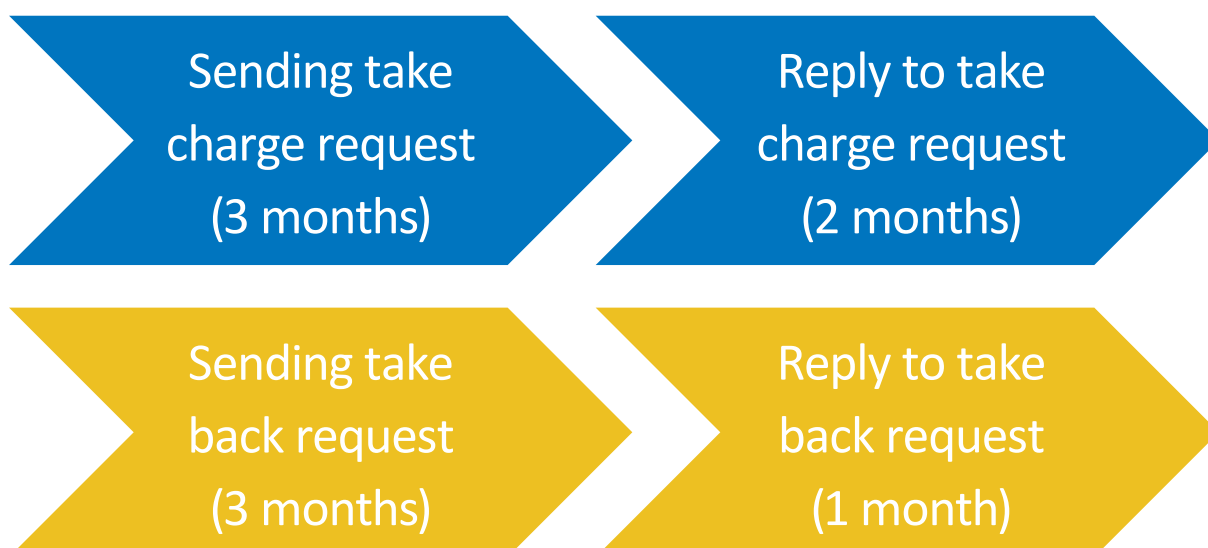 Sending take
charge request
(3 months)
Reply to take
charge request
(2 months)
Sending take
back request
(3 months)
Reply to take
back request
(1 month)